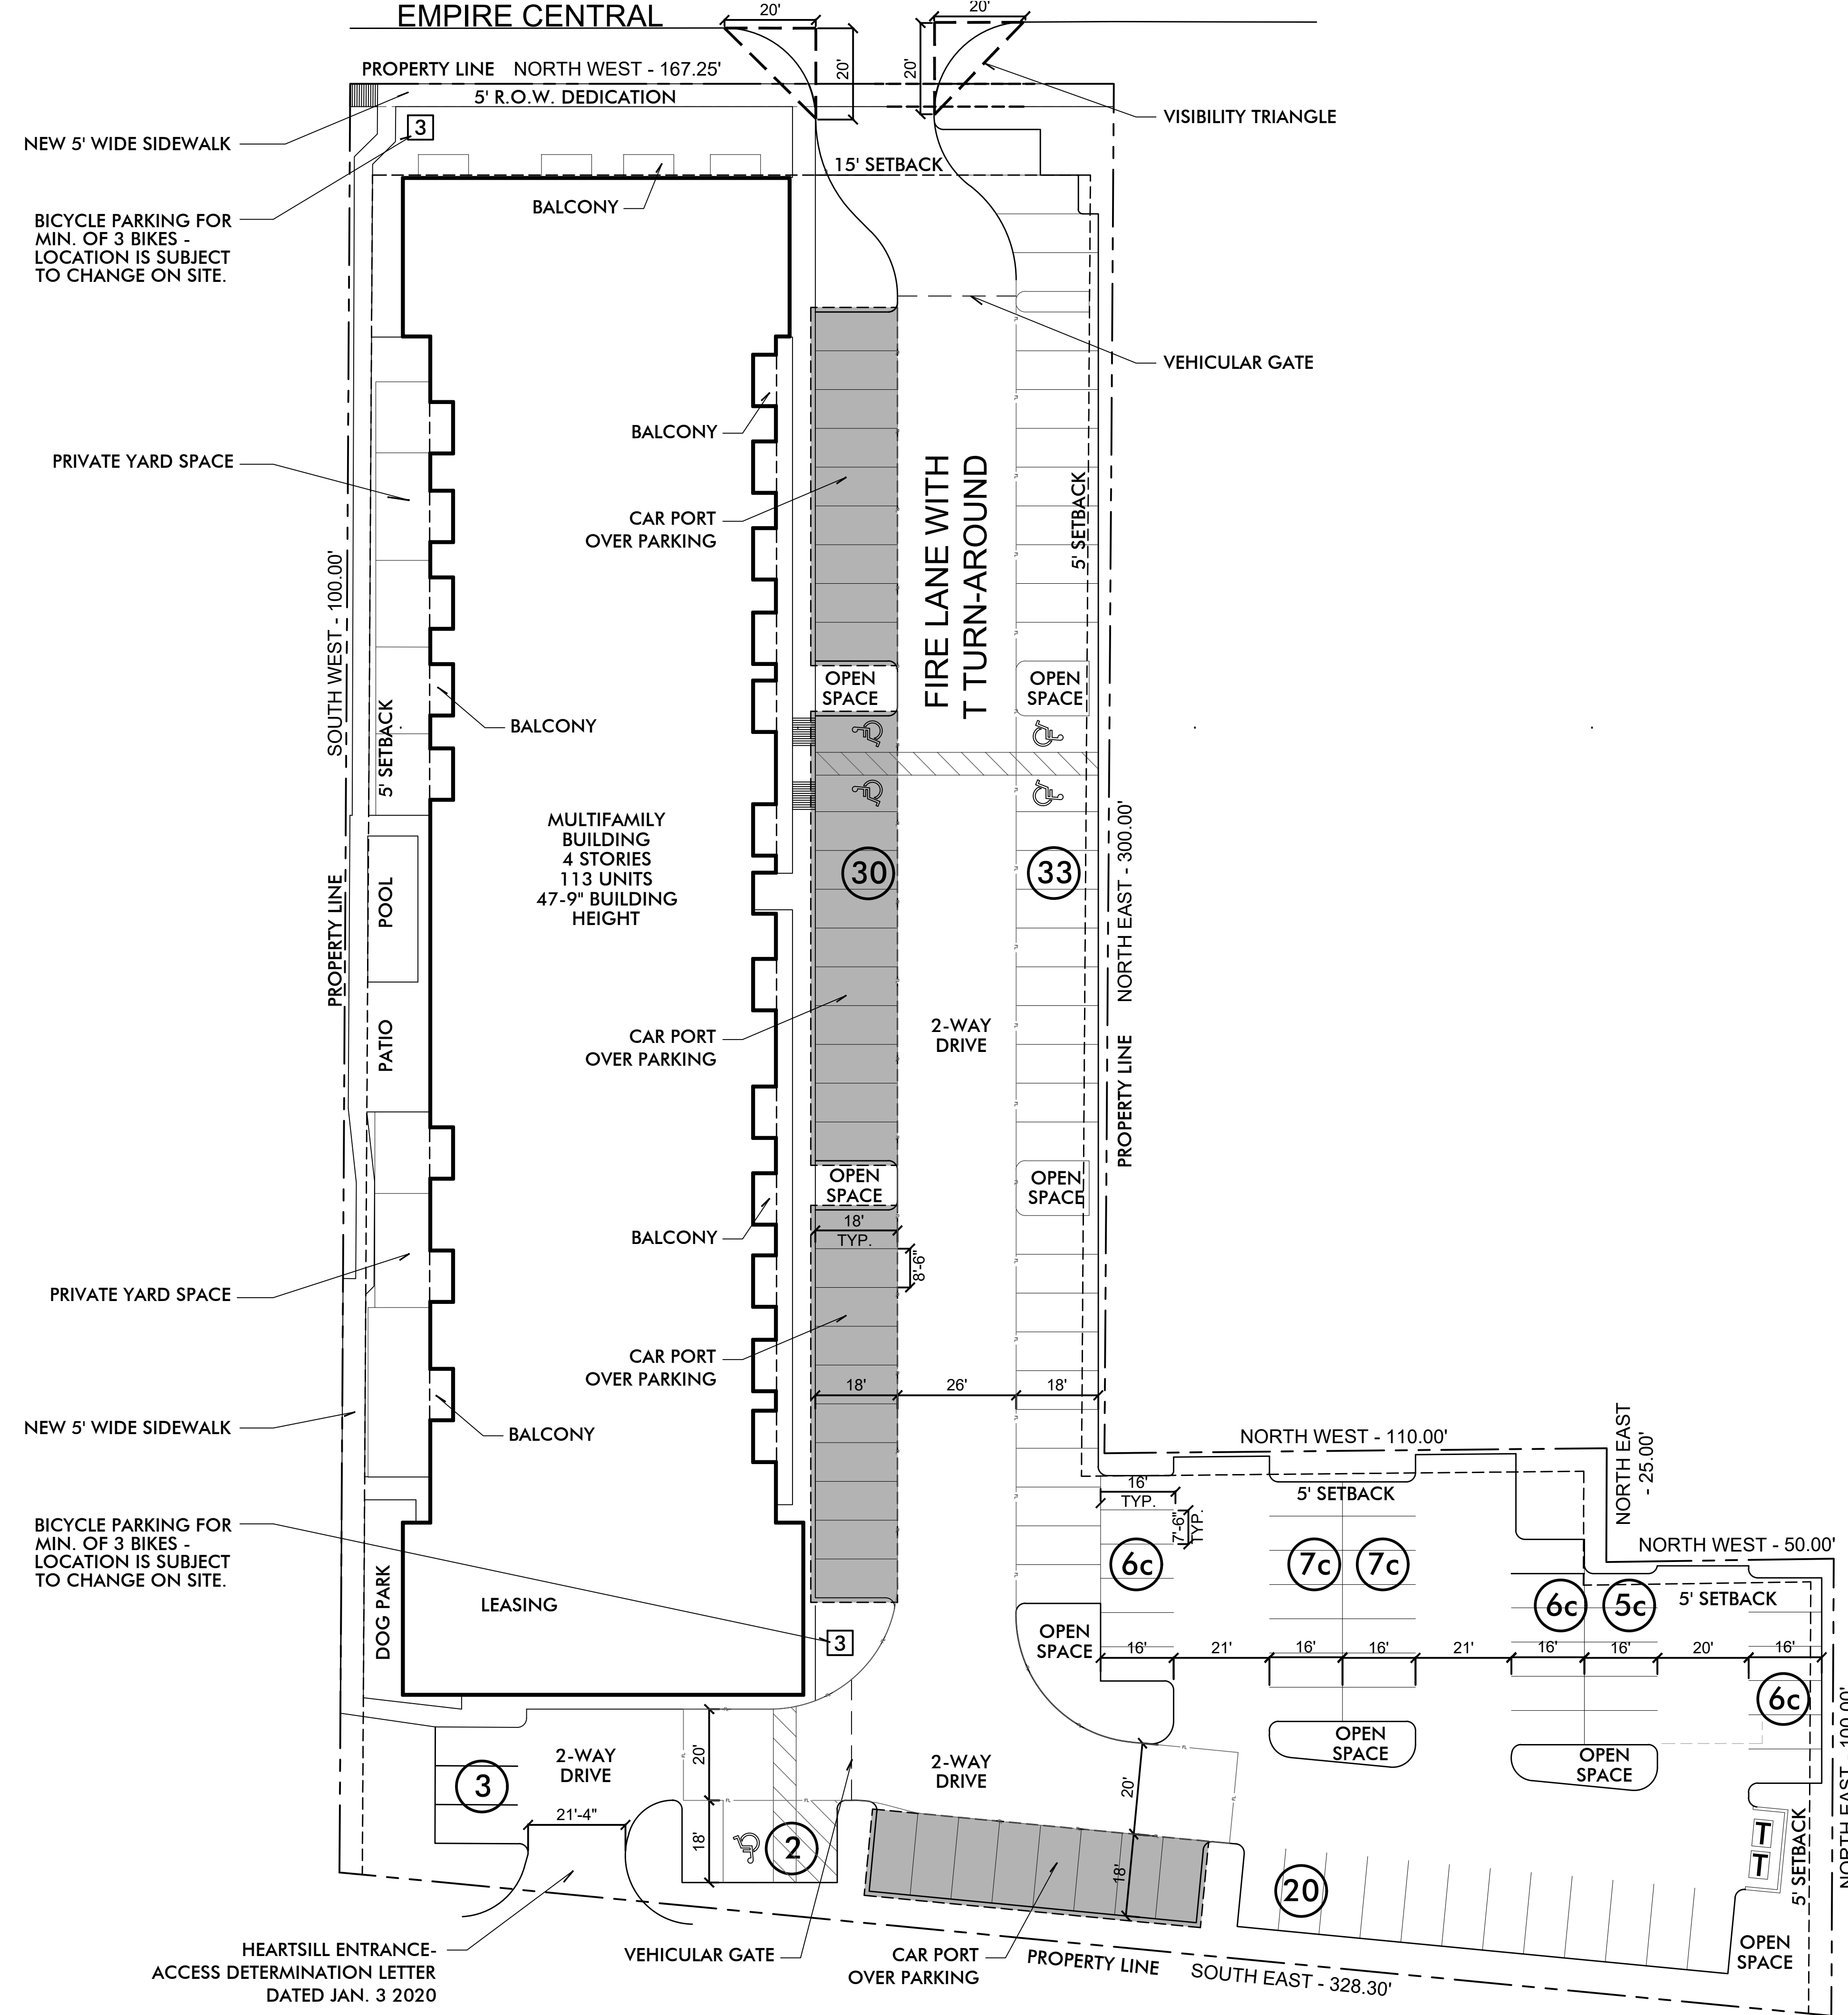 EMPIRE CENTRAL
20'
20'
20'
20'
PROPERTY LINE NORTH WEST - 167.25'
5' R.O.W. DEDICATION
VISIBILITY TRIANGLE
3
NEW 5' WIDE SIDEWALK
15' SETBACK
BALCONY
BICYCLE PARKING FOR
MIN. OF 3 BIKES -
LOCATION IS SUBJECT
TO CHANGE ON SITE.
VEHICULAR GATE
BALCONY
PRIVATE YARD SPACE
CAR PORT
OVER PARKING
FIRE LANE WITH
T TURN-AROUND
5' SETBACK
SOUTH WEST - 100.00'
OPEN
SPACE
OPEN
SPACE
BALCONY
5' SETBACK
MULTIFAMILY
BUILDING
4 STORIES
113 UNITS
47-9" BUILDING
HEIGHT
30
33
NORTH EAST - 300.00'
PROPERTY LINE
POOL
PATIO
CAR PORT
OVER PARKING
2-WAY
DRIVE
PROPERTY LINE
OPEN
SPACE
OPEN
SPACE
18'
TYP.
8'-6"
BALCONY
PRIVATE YARD SPACE
CAR PORT
OVER PARKING
18'
26'
18'
NEW 5' WIDE SIDEWALK
BALCONY
NORTH WEST - 110.00'
NORTH EAST
- 25.00'
16'
TYP.
7'-6"
TYP.
5' SETBACK
NORTH WEST - 50.00'
BICYCLE PARKING FOR
MIN. OF 3 BIKES -
LOCATION IS SUBJECT
TO CHANGE ON SITE.
6c
7c
7c
6c
5c
5' SETBACK
DOG PARK
LEASING
3
OPEN
SPACE
16'
21'
16'
16'
21'
16'
16'
20'
16'
6c
NORTH EAST - 100.00'
3
2-WAY
DRIVE
20'
2-WAY
DRIVE
20'
OPEN
SPACE
OPEN
SPACE
21'-4"
18'
2
18'
20
T
T
5' SETBACK
OPEN
SPACE
HEARTSILL ENTRANCE-
ACCESS DETERMINATION LETTER
DATED JAN. 3 2020
VEHICULAR GATE
CAR PORT
OVER PARKING
PROPERTY LINE SOUTH EAST - 328.30'